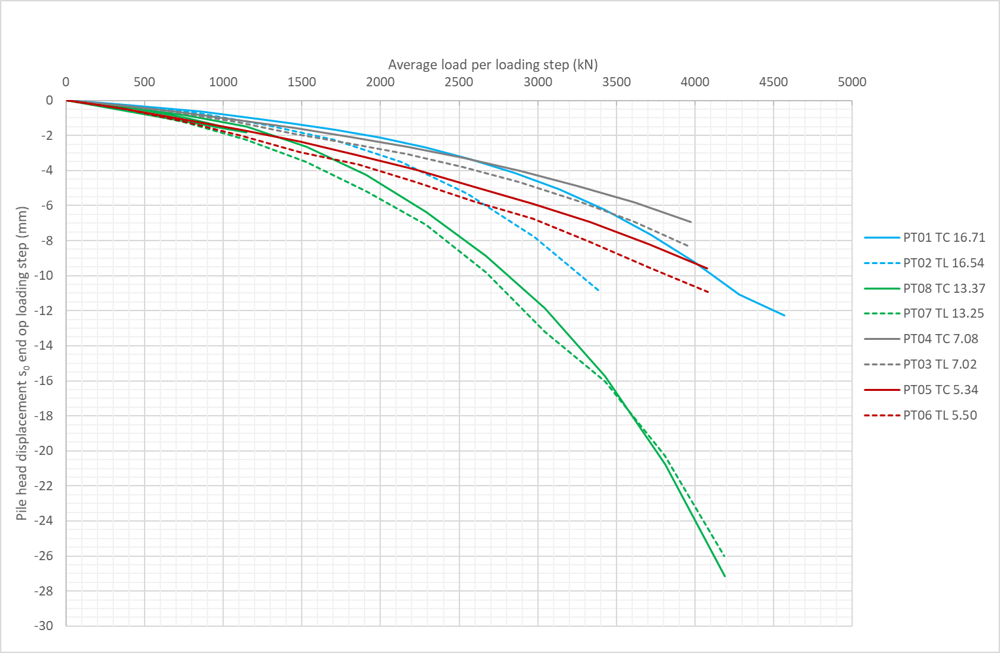 Average load per loading step (kN)
0 500 1000 1500 2000 2500 3000 3500 4000 4500 5000
0
-2
-4
-6
-8
-10
-12
-14
-16
-18
-20
-22
-24
-26
-28
-30
Pile head displacement s0 end op loading step (mm)
PT01 TC 16.71
PT02 TL 16.54
PT08 TC 13.37
PT07 TL 13.25
PT04 TC 7.08
PT03 TL 7.02
PT05 TC 5.34
PT06 TL 5.50